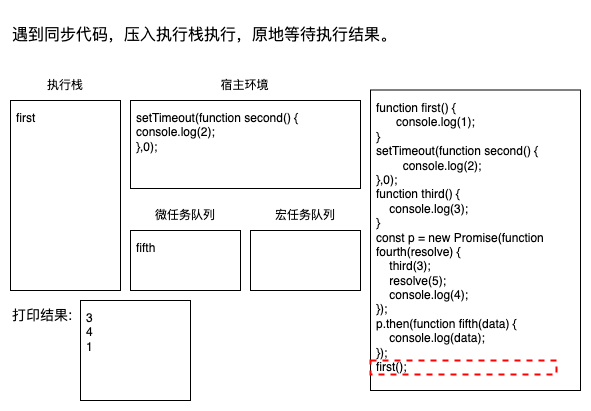 遇到同步代码，压入执行栈执行，原地等待执行结果。
执行栈
宿主环境
first
setTimeout(function second() {
console.log(2);
},0);
微任务队列
宏任务队列
fifth
打印结果:
3
4
1
function first() {
console.log(1);
}
setTimeout(function second() {
console.log(2);
},0);
function third() {
console.log(3);
}
const p = new Promise(function
fourth(resolve) {
third(3);
resolve(5);
console.log(4);
});
p.then(function fifth(data) {
console.log(data);
});
first();